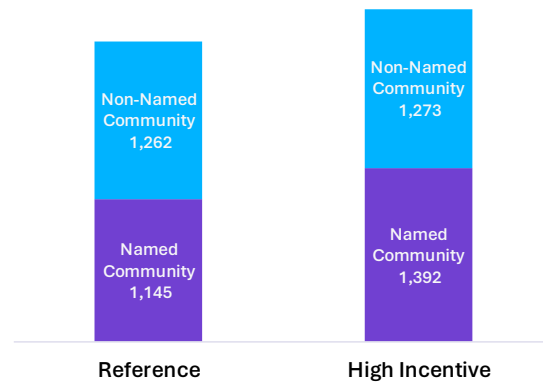 Non-Named
Community
1,262
Named
Community
1,145
Reference
Non-Named
Community
1,273
Named
Community
1,392
High Incentive